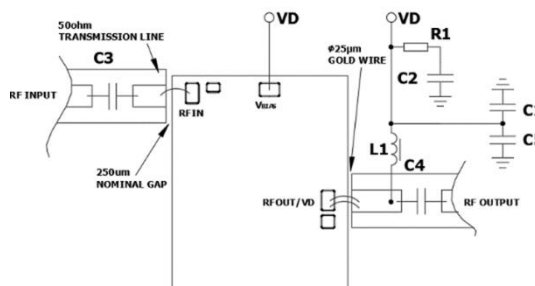 50ohm
TRANSMISSION LINE
C3
RF INPUT
RFIN
250um
NOMINAL GAP
VD
VBIAS
ø25µm
GOLD WIRE
VD
R1
C2
L1
C4
RFOUT/VD
RF OUTPUT